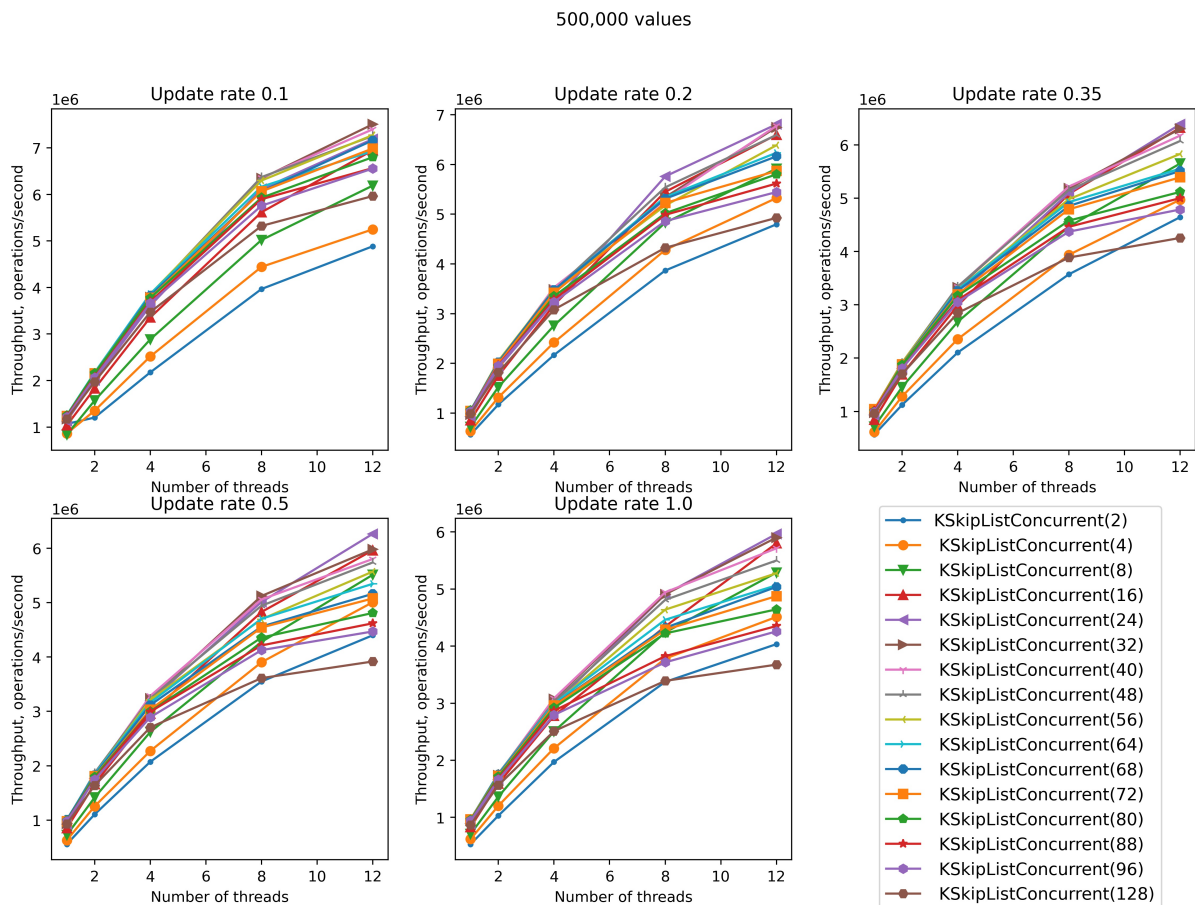 500,000 values
Update rate 0.1
1e6
Throughput, operations/second
7
6
5
4
3
2
1
2 4 6 8 10 12
Number of threads
Update rate 0.2
1e6
Throughput, operations/second
7
6
5
4
3
2
1
2 4 6 8 10 12
Number of threads
Update rate 0.35
1e6
Throughput, operations/second
6
5
4
3
2
1
2 4 6 8 10 12
Number of threads
Update rate 0.5
1e6
Throughput, operations/second
6
5
4
3
2
1
2 4 6 8 10 12
Number of threads
Update rate 1.0
1e6
Throughput, operations/second
6
5
4
3
2
1
2 4 6 8 10 12
Number of threads
KSkipListConcurrent(2)
KSkipListConcurrent(4)
KSkipListConcurrent(8)
KSkipListConcurrent(16)
KSkipListConcurrent(24)
KSkipListConcurrent(32)
KSkipListConcurrent(40)
KSkipListConcurrent(48)
KSkipListConcurrent(56)
KSkipListConcurrent(64)
KSkipListConcurrent(68)
KSkipListConcurrent(72)
KSkipListConcurrent(80)
KSkipListConcurrent(88)
KSkipListConcurrent(96)
KSkipListConcurrent(128)